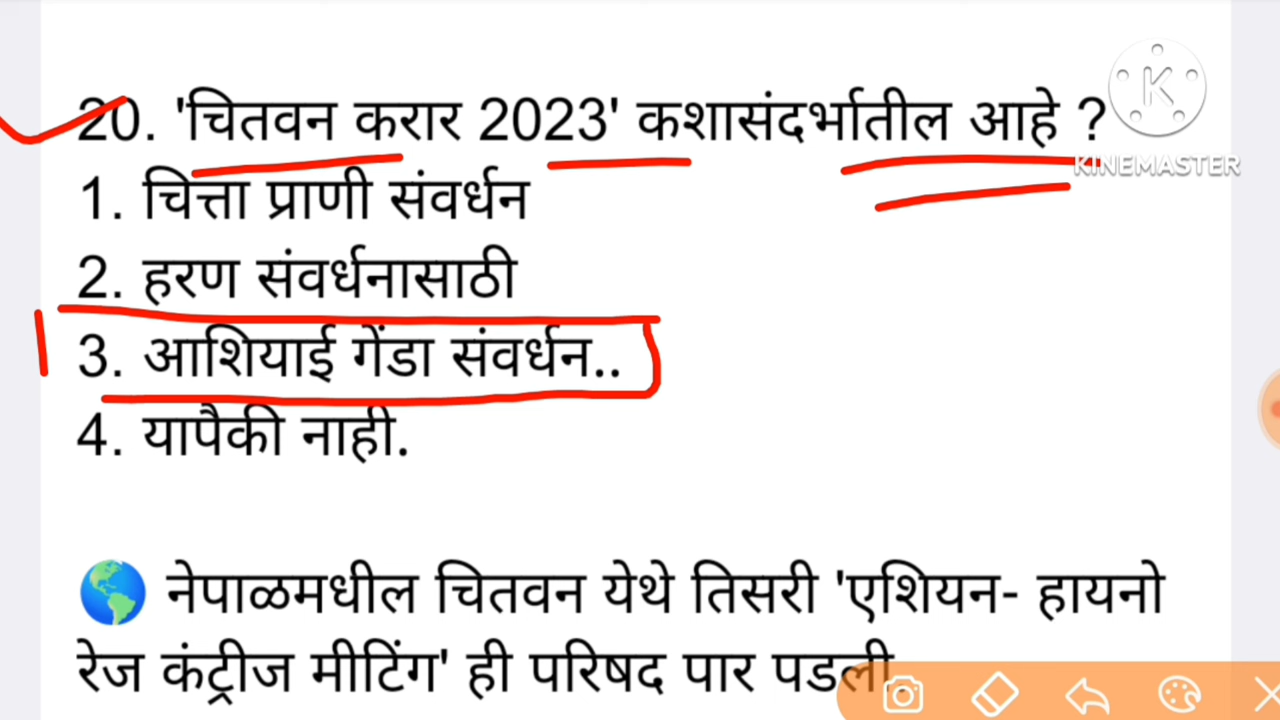 20. 'चितवन करार 2023' कशासंदर्भातील आहे ?
K
KINEMASTER
1. चित्ता प्राणी संवर्धन
2. हरण संवर्धनासाठी
3. आशियाई गेंडा संवर्धन..
4. यापैकी नाही.
नेपाळमधील चितवन येथे तिसरी 'एशियन- हायनो
रेज कंट्रीज मीटिंग' ही परिषद पार पडली